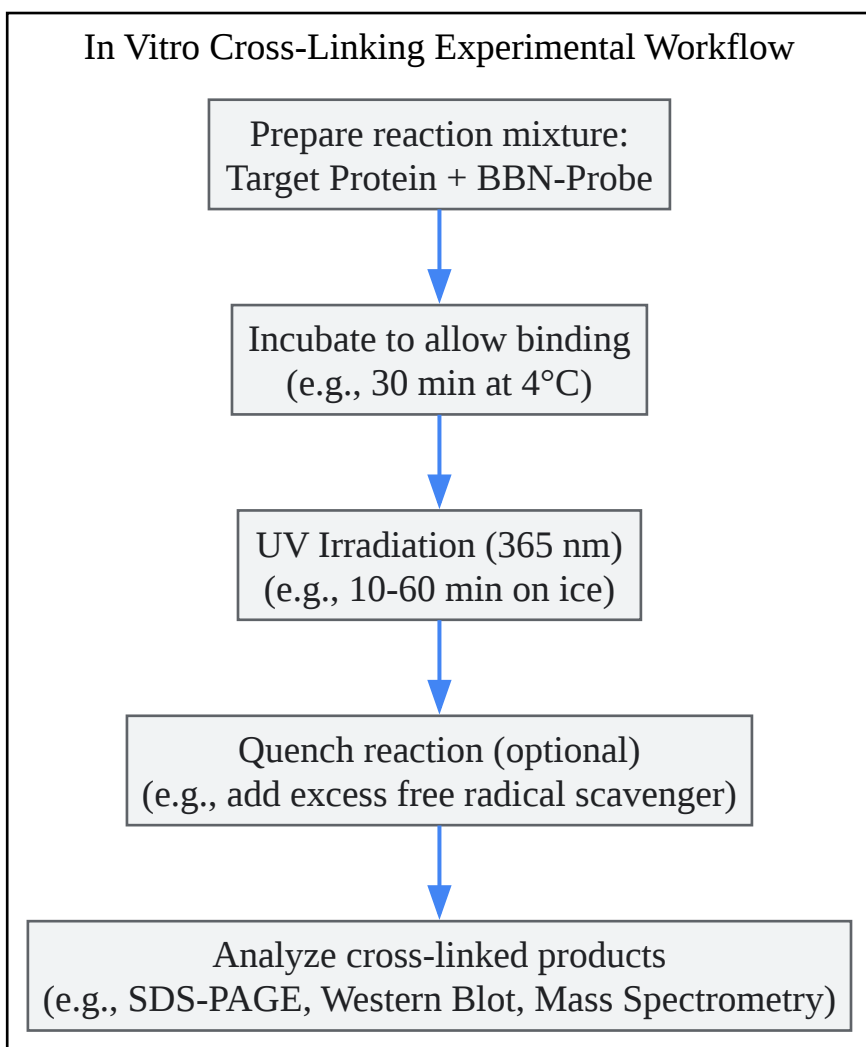 In Vitro Cross-Linking Experimental Workflow
Prepare reaction mixture:
Target Protein + BBN-Probe
Incubate to allow binding
(e.g., 30 min at 4°C)
UV Irradiation (365 nm)
(e.g., 10-60 min on ice)
Quench reaction (optional)
(e.g., add excess free radical scavenger)
Analyze cross-linked products
(e.g., SDS-PAGE, Western Blot, Mass Spectrometry)